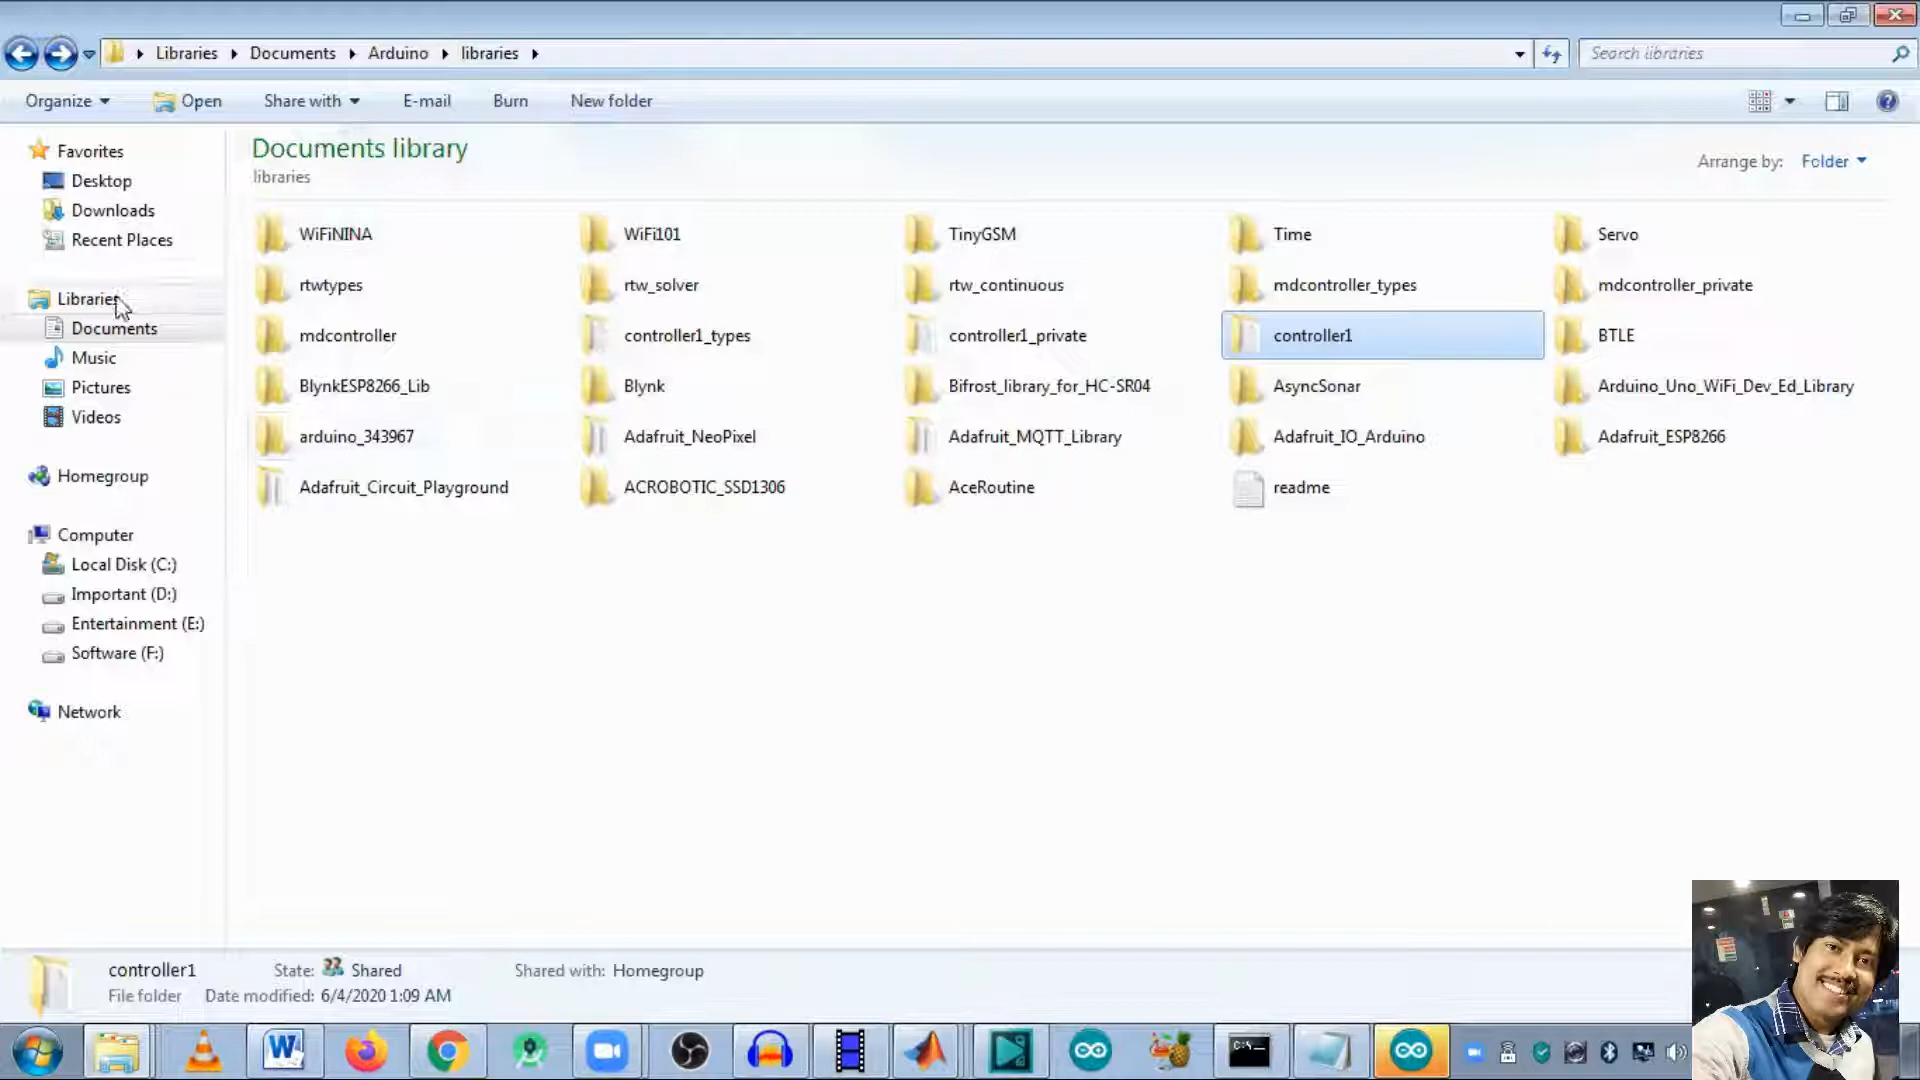 Libraries Documents Arduino libraries
Search libraries
Organize Open Share with E-mail Burn New folder
Favorites
Desktop
Downloads
Recent Places
Libraries
Documents
Music
Pictures
Videos
Homegroup
Computer
Local Disk (C:)
Important (D:)
Entertainment (E:)
Software (F:)
Network
Documents library
libraries
Arrange by: Folder
WiFiNINA WiFi101 TinyGSM Time Servo
rtwtypes rtw_solver rtw_continuous mdcontroller_types mdcontroller_private
mdcontroller controller1_types controller1_private controller1 BTLE
BlynkESP8266_Lib Blynk Bifrost_library_for_HC-SR04 AsyncSonar Arduino_Uno_WiFi_Dev_Ed_Library
arduino_343967 Adafruit_NeoPixel Adafruit_MQTT_Library Adafruit_IO_Arduino Adafruit_ESP8266
Adafruit_Circuit_Playground ACROBOTIC_SSD1306 AceRoutine readme
controller1 State: Shared Shared with: Homegroup
File folder Date modified: 6/4/2020 1:09 AM